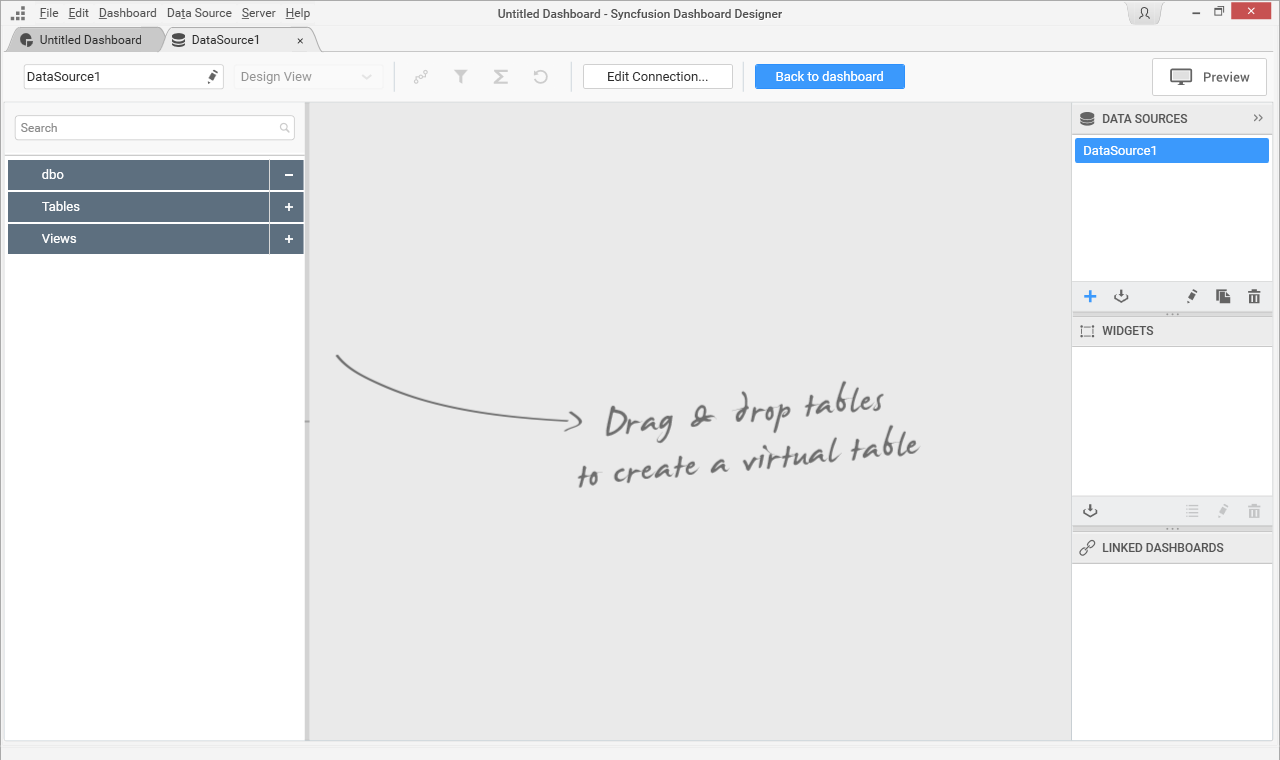 File Edit Dashboard Data Source Server Help
Untitled Dashboard - Syncfusion Dashboard Designer
Untitled Dashboard
DataSource1
DataSource1
Design View
Edit Connection...
Back to dashboard
Preview
Search
dbo
Tables
Views
Drag & drop tables
to create a virtual table
DATA SOURCES
DataSource1
WIDGETS
LINKED DASHBOARDS